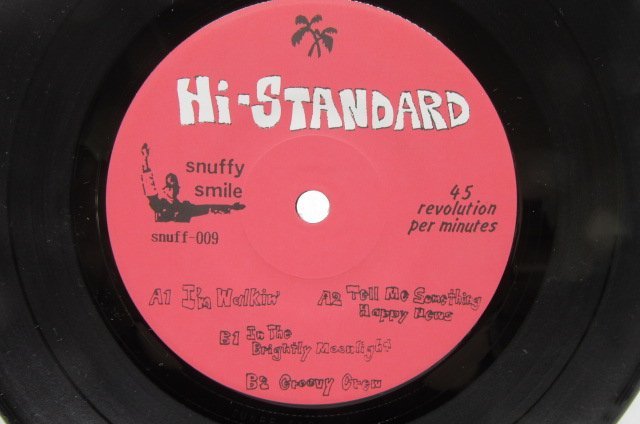 Hi-STANDARD
snuffy
smile
snuff-009
45
revolution
per minutes
A1 I'm Walkin'
A2 Tell Me Something
Happy News
B1 In The
Brightly Moonlight
B2 Groovy Crew